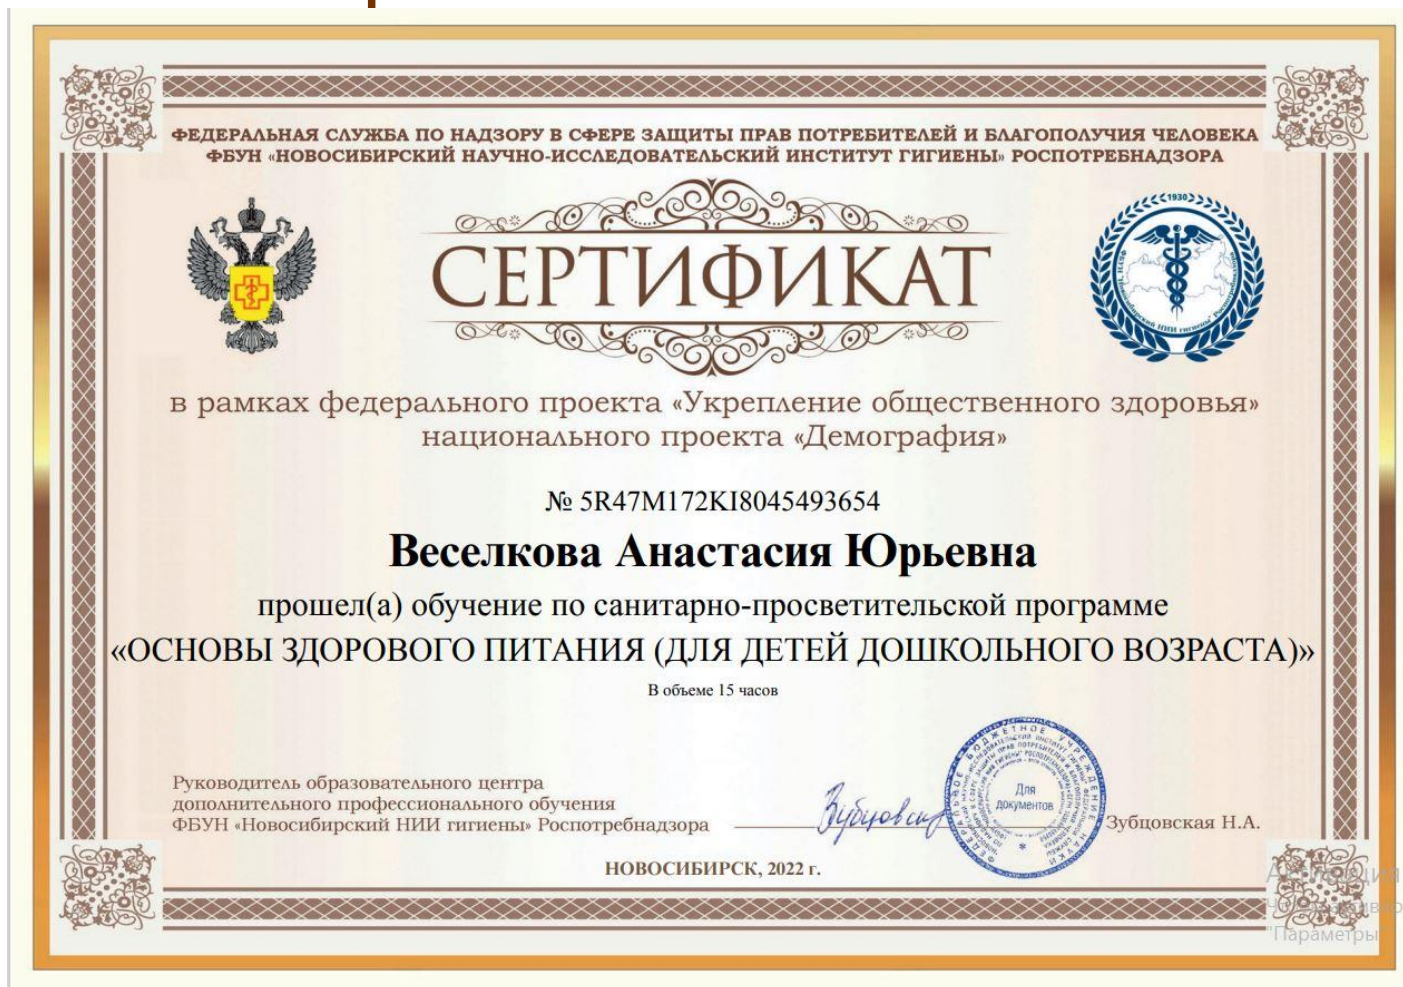 ФЕДЕРАЛЬНАЯ СЛУЖБА ПО НАДЗОРУ В СФЕРЕ ЗАЩИТЫ ПРАВ ПОТРЕБИТЕЛЕЙ И БЛАГОПОЛУЧИЯ ЧЕЛОВЕКА
ФБУН «НОВОСИБИРСКИЙ НАУЧНО-ИССЛЕДОВАТЕЛЬСКИЙ ИНСТИТУТ ГИГИЕНЫ» РОСПОТРЕБНАДЗОРА
1930
СЕРТИФИКАТ
в рамках федерального проекта «Укрепление общественного здоровья»
национального проекта «Демография»
№ 5R47M172KI8045493654
Веселкова Анастасия Юрьевна
прошел(а) обучение по санитарно-просветительской программе
«ОСНОВЫ ЗДОРОВОГО ПИТАНИЯ (ДЛЯ ДЕТЕЙ ДОШКОЛЬНОГО ВОЗРАСТА)»
В объеме 15 часов
Руководитель образовательного центра
дополнительного профессионального обучения
ФБУН «Новосибирский НИИ гигиены» Роспотребнадзора
Для
документов
Зубцовская Н.А.
НОВОСИБИРСК, 2022 г.
"Параметры